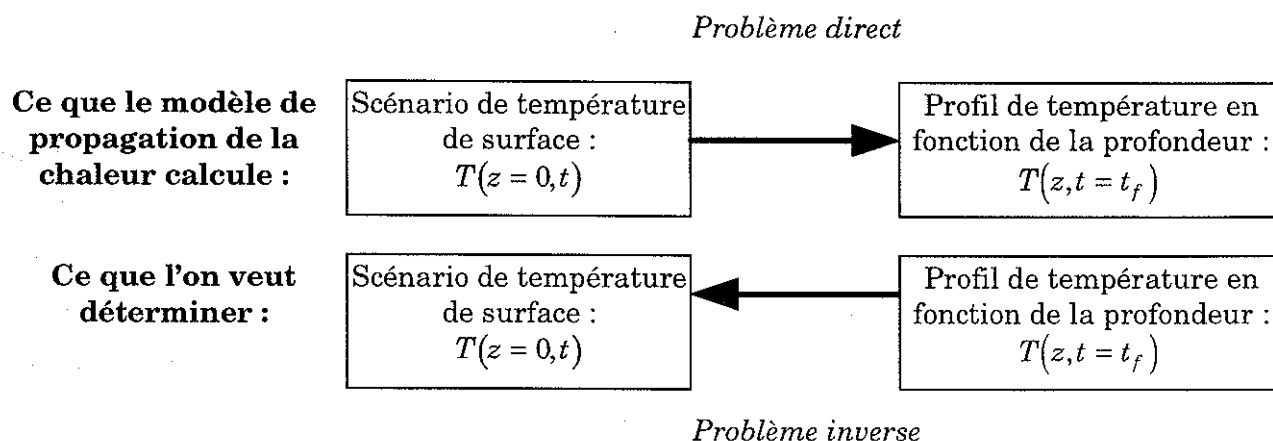 Problème direct
Ce que le modèle de
propagation de la
chaleur calcule :
Scénario de température
de surface :
T(z = 0,t)
Profil de température en
fonction de la profondeur :
T(z,t = t_f)
Ce que l'on veut
déterminer :
Scénario de température
de surface :
T(z = 0,t)
Profil de température en
fonction de la profondeur :
T(z,t = t_f)
Problème inverse